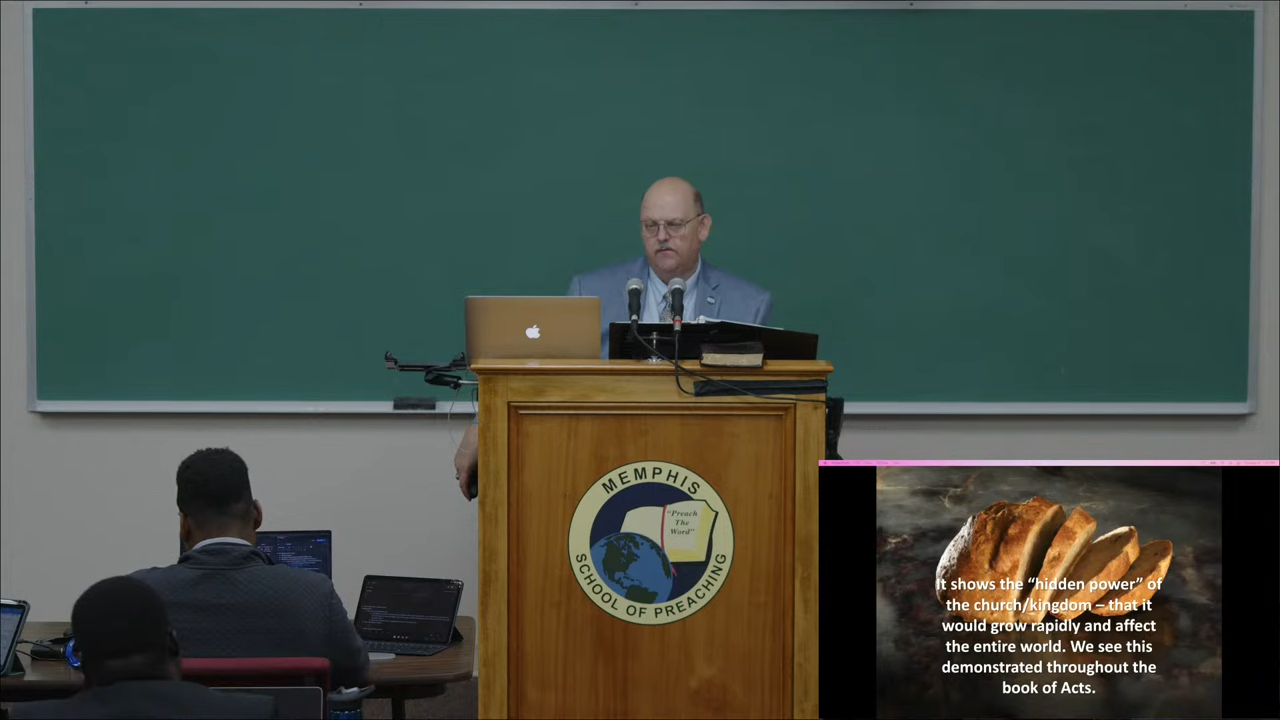 MEMPHIS
"Preach
The
Word"
SCHOOL OF PREACHING
It shows the “hidden power” of
the church/kingdom – that it
would grow rapidly and affect
the entire world. We see this
demonstrated throughout the
book of Acts.